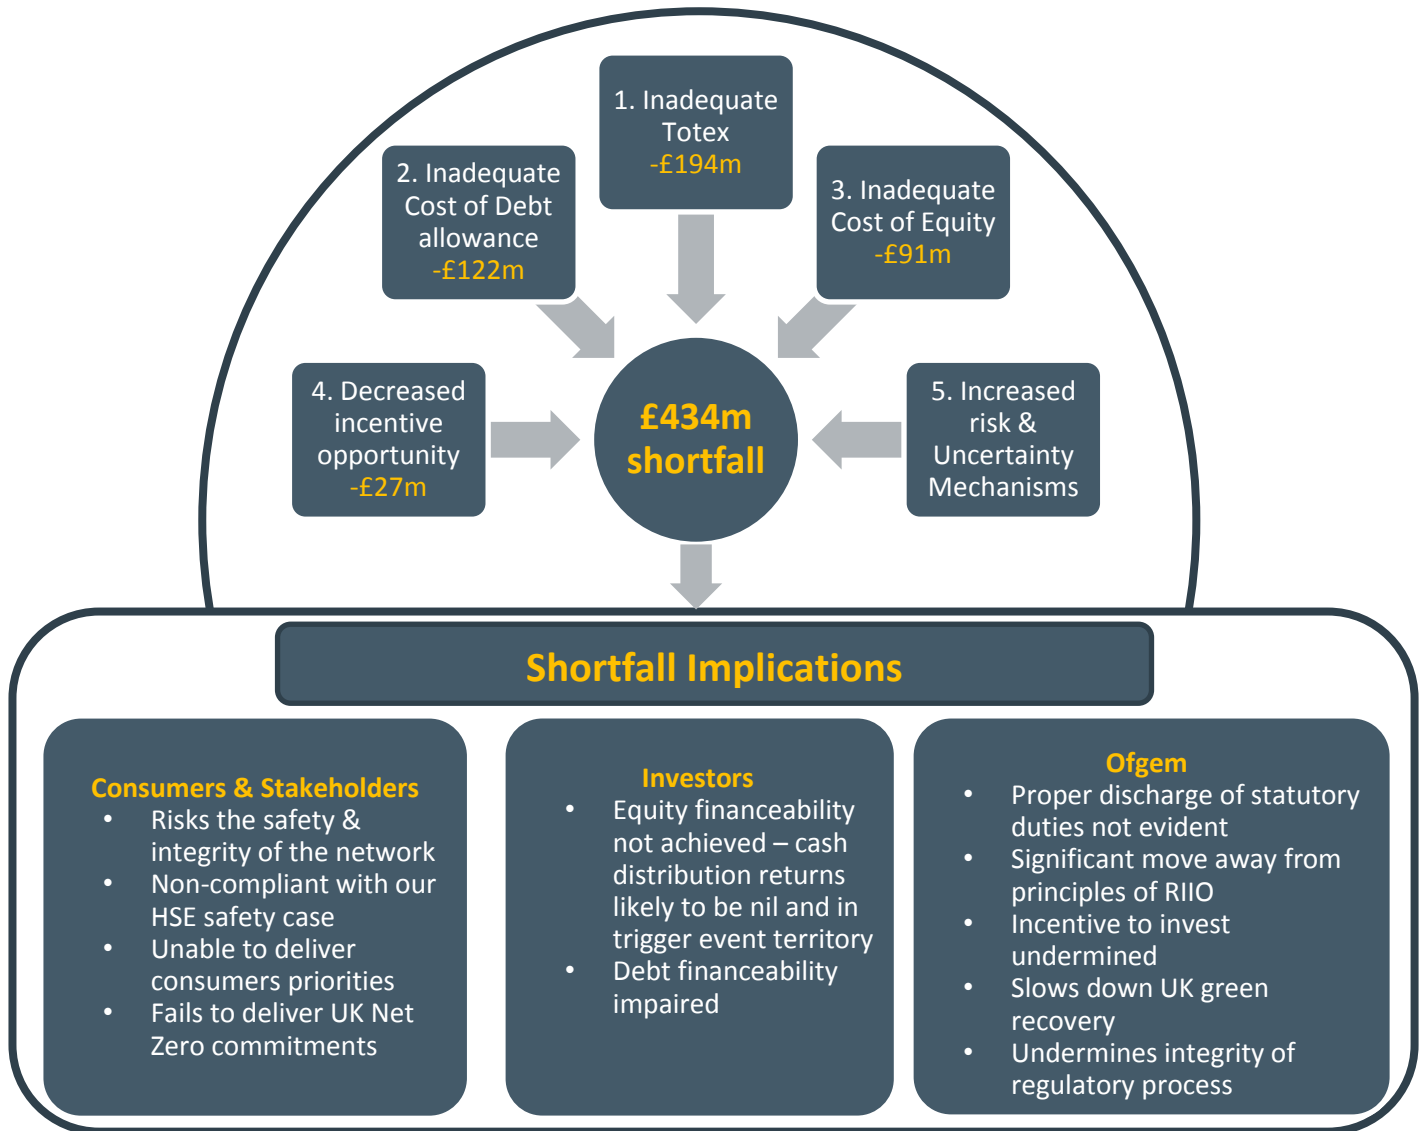 1. Inadequate
Totex
-£194m
2. Inadequate
Cost of Debt
allowance
-£122m
3. Inadequate
Cost of Equity
-£91m
4. Decreased
incentive
opportunity
-£27m
£434m
shortfall
5. Increased
risk &
Uncertainty
Mechanisms
Shortfall Implications
Consumers & Stakeholders
• Risks the safety &
integrity of the network
• Non-compliant with our
HSE safety case
• Unable to deliver
consumers priorities
• Fails to deliver UK Net
Zero commitments
Investors
• Equity financeability
not achieved – cash
distribution returns
likely to be nil and in
trigger event territory
• Debt financeability
impaired
Ofgem
• Proper discharge of statutory
duties not evident
• Significant move away from
principles of RIIO
• Incentive to invest
undermined
• Slows down UK green
recovery
• Undermines integrity of
regulatory process